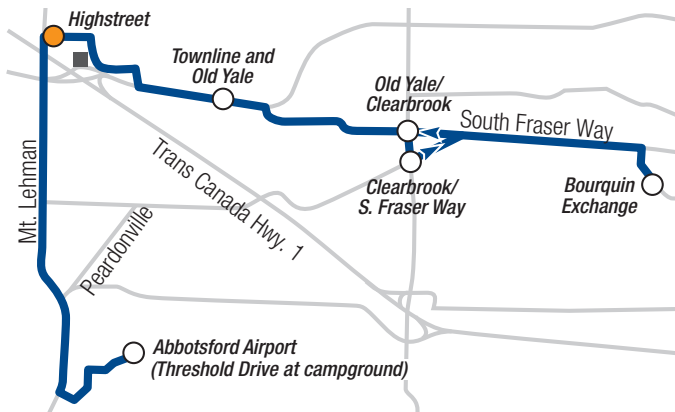 Highstreet
Townline and
Old Yale
Old Yale/
Clearbrook
South Fraser Way
Clearbrook/
S. Fraser Way
Bourquin
Exchange
Trans Canada Hwy. 1
Mt. Lehman
Peardonville
Abbotsford Airport
(Threshold Drive at campground)